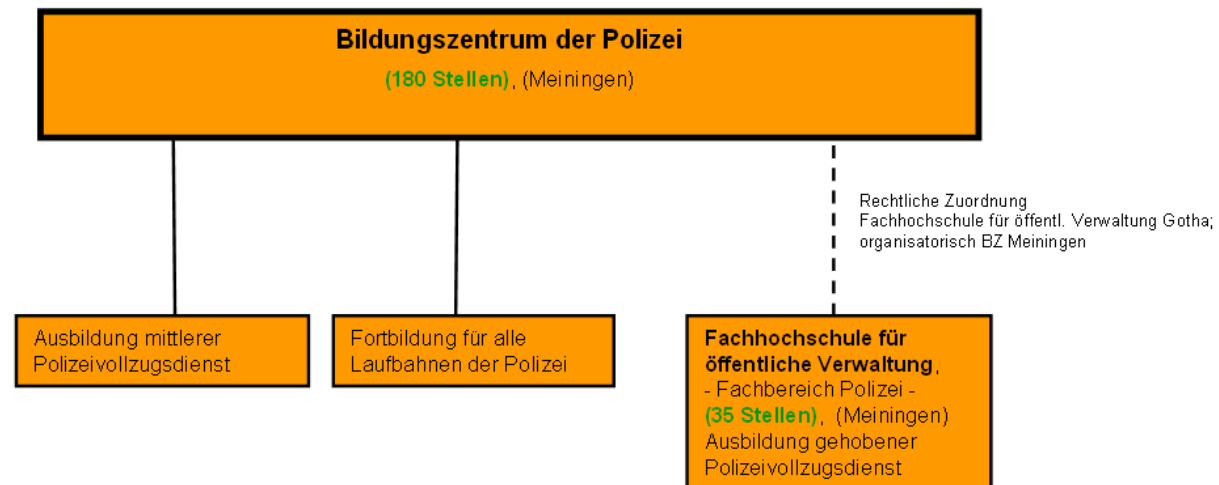 Bildungszentrum der Polizei
(180 Stellen), (Meiningen)
Rechtliche Zuordnung
Fachhochschule für öffentl. Verwaltung Gotha;
organisatorisch BZ Meiningen
Ausbildung mittlerer
Polizeivollzugsdienst
Fortbildung für alle
Laufbahnen der Polizei
Fachhochschule für
öffentliche Verwaltung,
- Fachbereich Polizei -
(35 Stellen), (Meiningen)
Ausbildung gehobener
Polizeivollzugsdienst